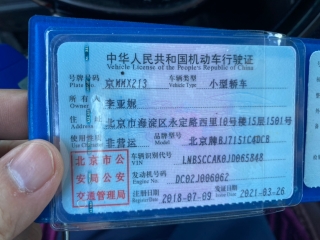 中华人民共和国机动车行驶证
Vehicle License of the People's Republic of China
号牌号码 京MMX213 车辆类型 小型轿车
Plate No. Vehicle Type
所有人 李亚妮
住址 北京市海淀区永定路西里18号楼15层1501号
使用性质 非营运 品牌型号 北京牌BJ7151C4DCB
Use Character Model
北京市公安局公安交通管理局
车辆识别代号 LNBSCCAK0JD065848
VIN
发动机号码 DC02J006062
Engine No.
注册日期 2018-07-09 发证日期 2021-03-26
Register Date Issue Date